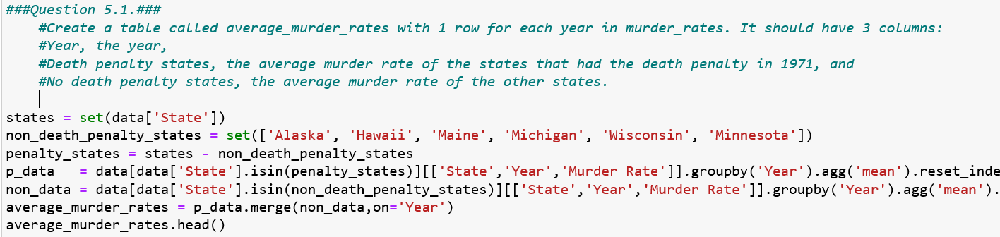 ###Question 5.1.###
#Create a table called average_murder_rates with 1 row for each year in murder_rates. It should have 3 columns:
#Year, the year,
#Death penalty states, the average murder rate of the states that had the death penalty in 1971, and
#No death penalty states, the average murder rate of the other states.
states = set(data['State'])
non_death_penalty_states = set(['Alaska', 'Hawaii', 'Maine', 'Michigan', 'Wisconsin', 'Minnesota'])
penalty_states = states - non_death_penalty_states
p_data   = data[data['State'].isin(penalty_states)][['State','Year','Murder Rate']].groupby('Year').agg('mean').reset_inde
non_data = data[data['State'].isin(non_death_penalty_states)][['State','Year','Murder Rate']].groupby('Year').agg('mean').
average_murder_rates = p_data.merge(non_data,on='Year')
average_murder_rates.head()